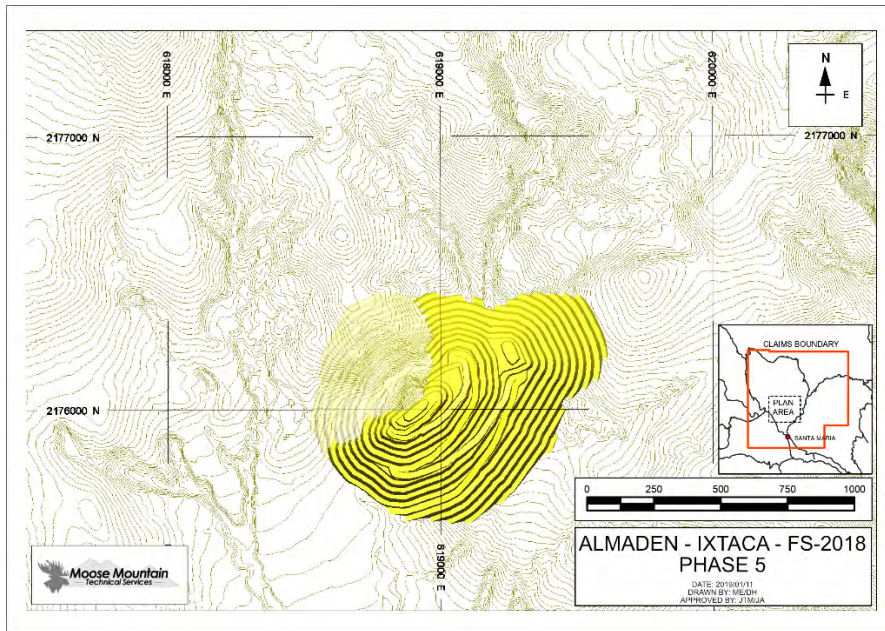 618000 E
619000 E
620000 E
N
E
2177000 N
2177000 N
CLAIMS BOUNDARY
PLAN
AREA
SANTA MARIA
2176000 N
0 250 500 750 1000
ALMADEN - IXTACA - FS-2018
PHASE 5
DATE: 2019/01/11
DRAWN BY: ME/DH
APPROVED BY: JTM/JA
619000 E
Moose Mountain
Technical Services